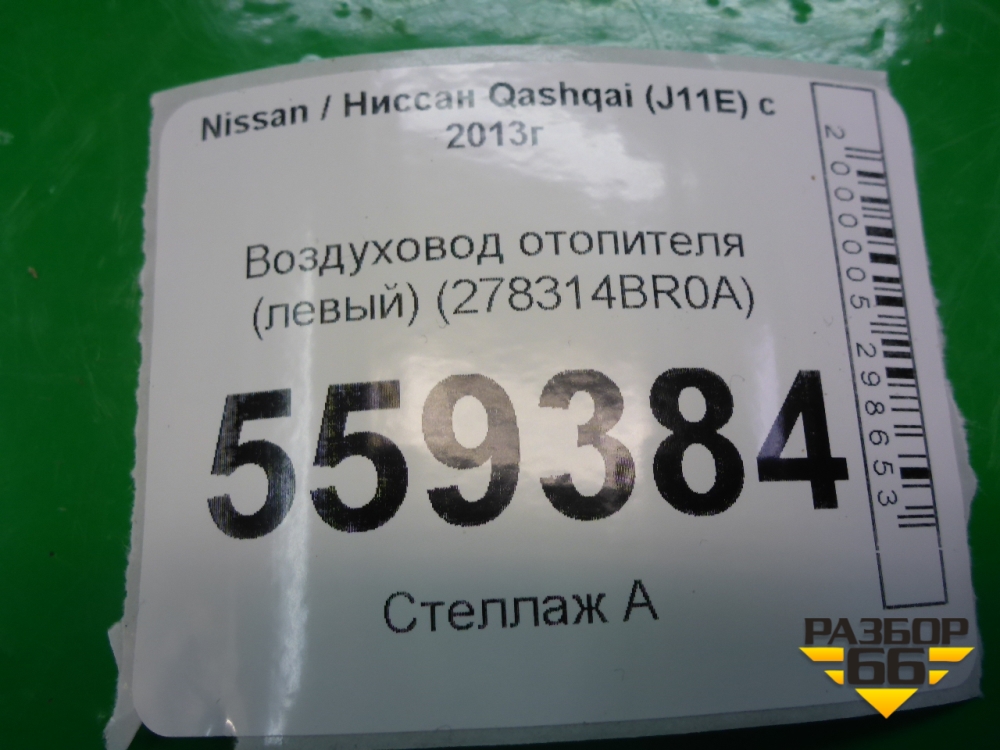 Nissan / Ниссан Qashqai (J11E) с
2013г
Воздуховод отопителя
(левый) (278314BR0A)
559384
Стеллаж А
2000005298653
РАЗБОР
66